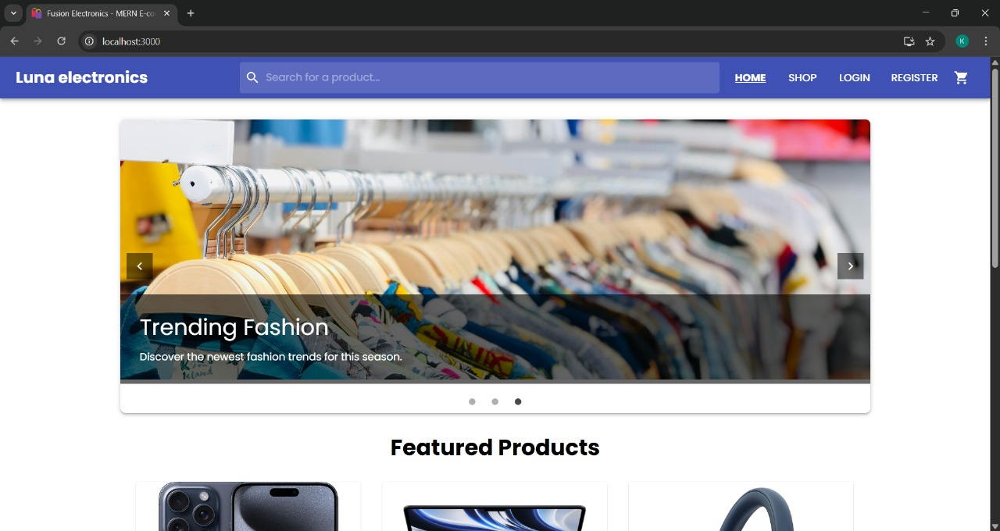 Fusion Electronics - MERN E-co
localhost:3000
K
Luna electronics
Search for a product...
HOME
SHOP
LOGIN
REGISTER
Trending Fashion
Discover the newest fashion trends for this season.
Featured Products